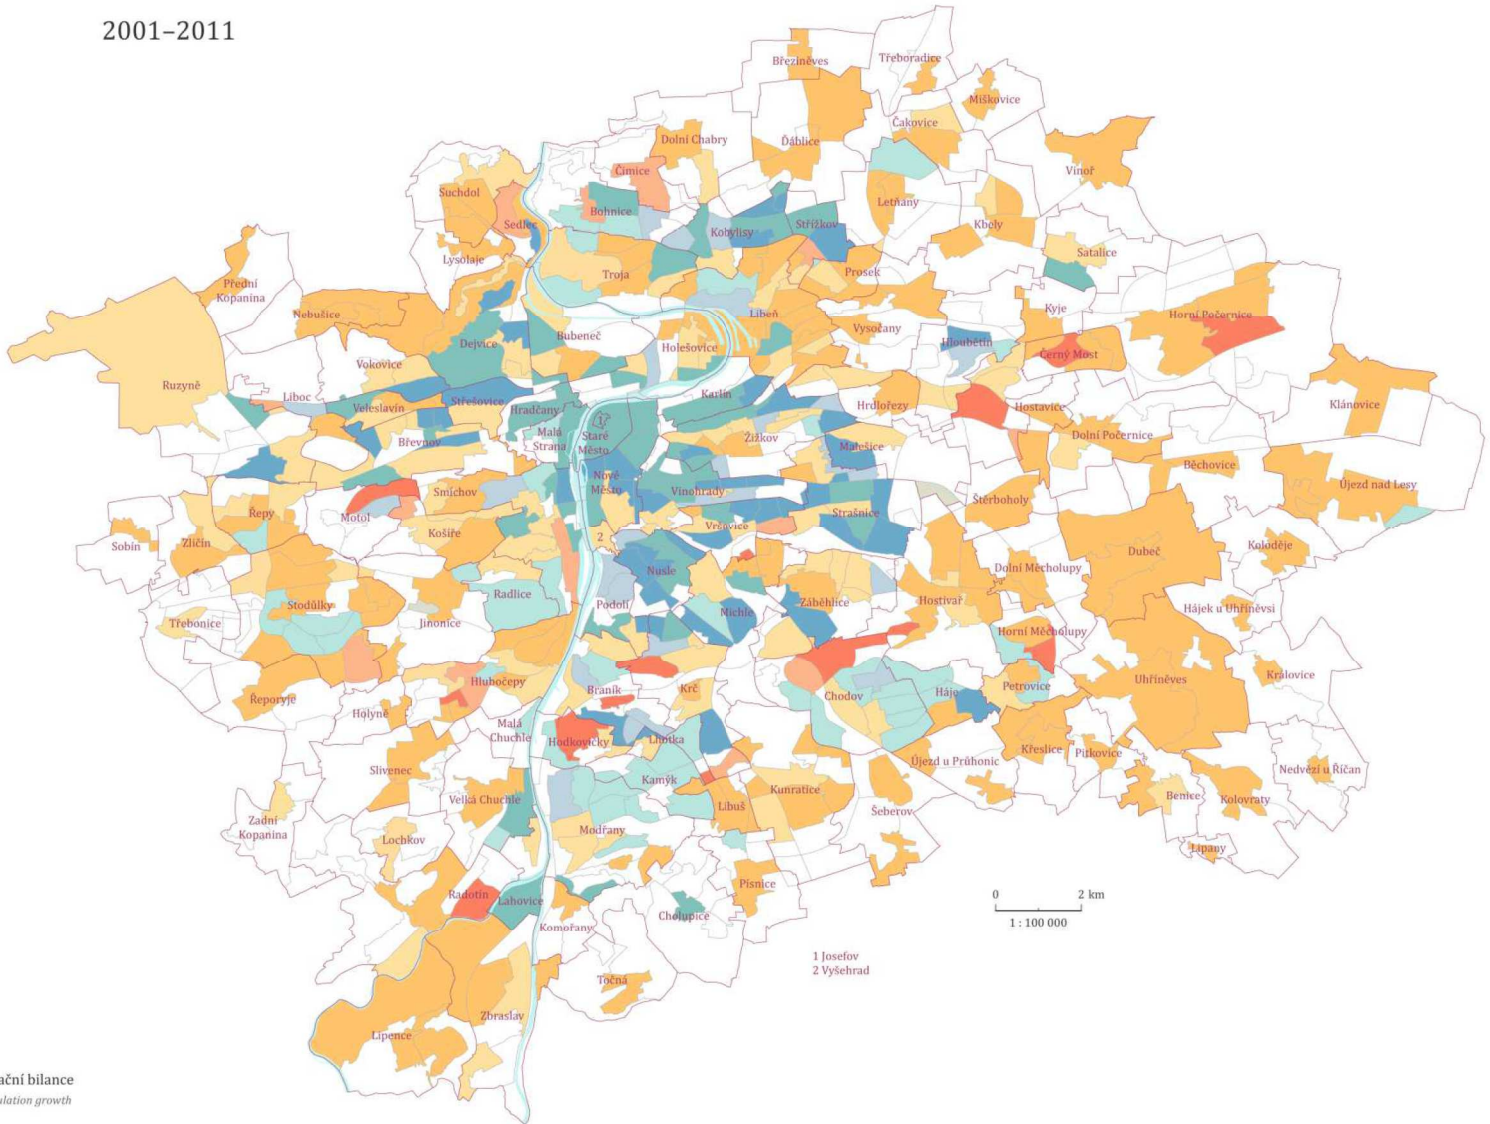 2001–2011
Březiněves
Třeboradice
Miškovice
Čakovice
Dolní Chabry
Ďáblice
Čimice
Vinoř
Suchdol
Bohnice
Letňany
Sedlec
Kobylisy
Střížkov
Kbely
Satalice
Lysolaje
Troja
Prosek
Přední
Kopanina
Nebušice
Libeň
Kyje
Horní Počernice
Vysočany
Bubeneč
Dejvice
Holešovice
Hloubětín
Černý Most
Vokovice
Ruzyně
Liboc
Veleslavín
Střešovice
Karlín
Hrdlořezy
Hostavice
Klánovice
Hradčany
1
Malá
Strana
Staré
Město
Břevnov
Žižkov
Malešice
Dolní Počernice
Běchovice
Nové
Město
Vinohrady
Smíchov
Újezd nad Lesy
Štěrboholy
Řepy
Motol
Strašnice
Vršovice
Košíře
2
Sobín
Zličín
Koloděje
Dubeč
Nusle
Dolní Měcholupy
Radlice
Stodůlky
Podolí
Záběhlice
Hostivař
Michle
Hájek u Uhříněvsi
Třebonice
Jinonice
Horní Měcholupy
Královice
Uhříněves
Hlubočepy
Petrovice
Braník
Krč
Chodov
Háje
Řeporyje
Holyně
Malá
Chuchle
Hodkovičky
Lhotka
Křeslice
Pitkovice
Újezd u Průhonic
Nedvězí u Říčan
Slivenec
Kamýk
Kunratice
Benice
Kolovraty
Velká Chuchle
Libuš
Šeberov
Zadní
Kopanina
Modřany
Lochkov
Lipany
Písnice
Radotín
Lahovice
Cholupice
Komořany
0 2 km
1 : 100 000
1 Josefov
2 Vyšehrad
Točná
Zbraslav
Lipence
ační bilance
ulation growth